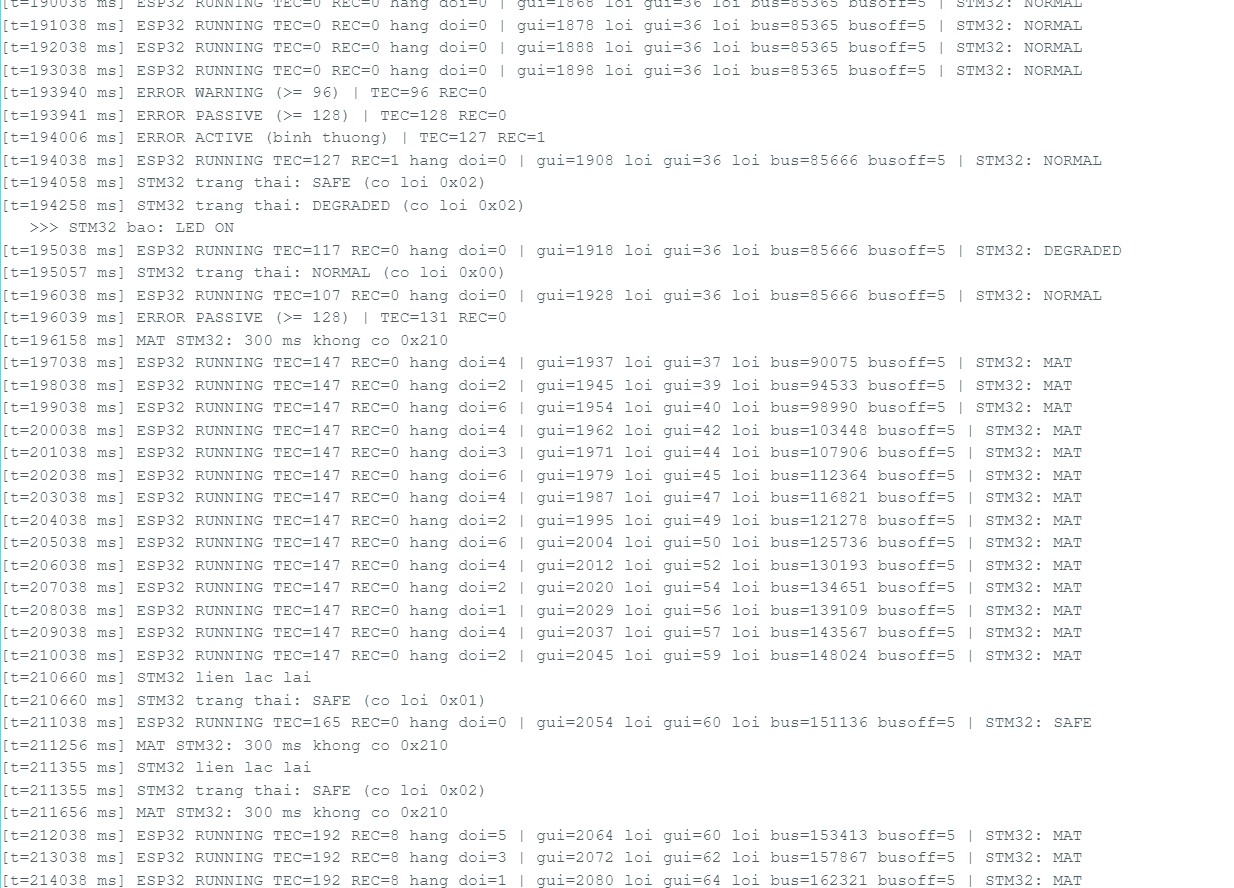 [t=190038 ms] ESP32 RUNNING TEC=0 REC=0 hang doi=0 | gui=1868 loi gui=36 loi bus=85365 busoff=5 | STM32: NORMAL
[t=191038 ms] ESP32 RUNNING TEC=0 REC=0 hang doi=0 | gui=1878 loi gui=36 loi bus=85365 busoff=5 | STM32: NORMAL
[t=192038 ms] ESP32 RUNNING TEC=0 REC=0 hang doi=0 | gui=1888 loi gui=36 loi bus=85365 busoff=5 | STM32: NORMAL
[t=193038 ms] ESP32 RUNNING TEC=0 REC=0 hang doi=0 | gui=1898 loi gui=36 loi bus=85365 busoff=5 | STM32: NORMAL
[t=193940 ms] ERROR WARNING (>= 96) | TEC=96 REC=0
[t=193941 ms] ERROR PASSIVE (>= 128) | TEC=128 REC=0
[t=194006 ms] ERROR ACTIVE (binh thuong) | TEC=127 REC=1
[t=194038 ms] ESP32 RUNNING TEC=127 REC=1 hang doi=0 | gui=1908 loi gui=36 loi bus=85666 busoff=5 | STM32: NORMAL
[t=194058 ms] STM32 trang thai: SAFE (co loi 0x02)
[t=194258 ms] STM32 trang thai: DEGRADED (co loi 0x02)
>>> STM32 bao: LED ON
[t=195038 ms] ESP32 RUNNING TEC=117 REC=0 hang doi=0 | gui=1918 loi gui=36 loi bus=85666 busoff=5 | STM32: DEGRADED
[t=195057 ms] STM32 trang thai: NORMAL (co loi 0x00)
[t=196038 ms] ESP32 RUNNING TEC=107 REC=0 hang doi=0 | gui=1928 loi gui=36 loi bus=85666 busoff=5 | STM32: NORMAL
[t=196039 ms] ERROR PASSIVE (>= 128) | TEC=131 REC=0
[t=196158 ms] MAT STM32: 300 ms khong co 0x210
[t=197038 ms] ESP32 RUNNING TEC=147 REC=0 hang doi=4 | gui=1937 loi gui=37 loi bus=90075 busoff=5 | STM32: MAT
[t=198038 ms] ESP32 RUNNING TEC=147 REC=0 hang doi=2 | gui=1945 loi gui=39 loi bus=94533 busoff=5 | STM32: MAT
[t=199038 ms] ESP32 RUNNING TEC=147 REC=0 hang doi=6 | gui=1954 loi gui=40 loi bus=98990 busoff=5 | STM32: MAT
[t=200038 ms] ESP32 RUNNING TEC=147 REC=0 hang doi=4 | gui=1962 loi gui=42 loi bus=103448 busoff=5 | STM32: MAT
[t=201038 ms] ESP32 RUNNING TEC=147 REC=0 hang doi=3 | gui=1971 loi gui=44 loi bus=107906 busoff=5 | STM32: MAT
[t=202038 ms] ESP32 RUNNING TEC=147 REC=0 hang doi=6 | gui=1979 loi gui=45 loi bus=112364 busoff=5 | STM32: MAT
[t=203038 ms] ESP32 RUNNING TEC=147 REC=0 hang doi=4 | gui=1987 loi gui=47 loi bus=116821 busoff=5 | STM32: MAT
[t=204038 ms] ESP32 RUNNING TEC=147 REC=0 hang doi=2 | gui=1995 loi gui=49 loi bus=121278 busoff=5 | STM32: MAT
[t=205038 ms] ESP32 RUNNING TEC=147 REC=0 hang doi=6 | gui=2004 loi gui=50 loi bus=125736 busoff=5 | STM32: MAT
[t=206038 ms] ESP32 RUNNING TEC=147 REC=0 hang doi=4 | gui=2012 loi gui=52 loi bus=130193 busoff=5 | STM32: MAT
[t=207038 ms] ESP32 RUNNING TEC=147 REC=0 hang doi=2 | gui=2020 loi gui=54 loi bus=134651 busoff=5 | STM32: MAT
[t=208038 ms] ESP32 RUNNING TEC=147 REC=0 hang doi=1 | gui=2029 loi gui=56 loi bus=139109 busoff=5 | STM32: MAT
[t=209038 ms] ESP32 RUNNING TEC=147 REC=0 hang doi=4 | gui=2037 loi gui=57 loi bus=143567 busoff=5 | STM32: MAT
[t=210038 ms] ESP32 RUNNING TEC=147 REC=0 hang doi=2 | gui=2045 loi gui=59 loi bus=148024 busoff=5 | STM32: MAT
[t=210660 ms] STM32 lien lac lai
[t=210660 ms] STM32 trang thai: SAFE (co loi 0x01)
[t=211038 ms] ESP32 RUNNING TEC=165 REC=0 hang doi=0 | gui=2054 loi gui=60 loi bus=151136 busoff=5 | STM32: SAFE
[t=211256 ms] MAT STM32: 300 ms khong co 0x210
[t=211355 ms] STM32 lien lac lai
[t=211355 ms] STM32 trang thai: SAFE (co loi 0x02)
[t=211656 ms] MAT STM32: 300 ms khong co 0x210
[t=212038 ms] ESP32 RUNNING TEC=192 REC=8 hang doi=5 | gui=2064 loi gui=60 loi bus=153413 busoff=5 | STM32: MAT
[t=213038 ms] ESP32 RUNNING TEC=192 REC=8 hang doi=3 | gui=2072 loi gui=62 loi bus=157867 busoff=5 | STM32: MAT
[t=214038 ms] ESP32 RUNNING TEC=192 REC=8 hang doi=1 | gui=2080 loi gui=64 loi bus=162321 busoff=5 | STM32: MAT